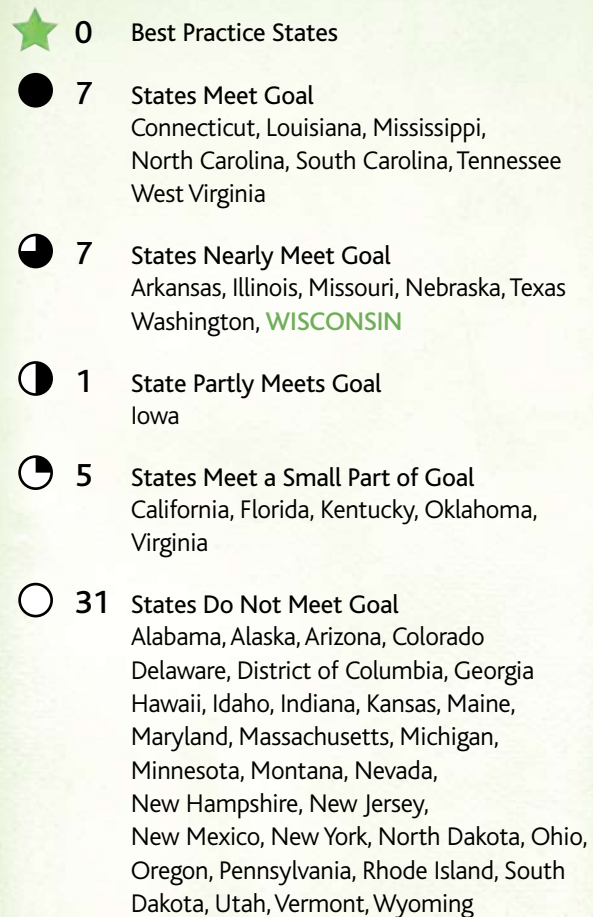 0 Best Practice States
7 States Meet Goal
Connecticut, Louisiana, Mississippi,
North Carolina, South Carolina, Tennessee
West Virginia
7 States Nearly Meet Goal
Arkansas, Illinois, Missouri, Nebraska, Texas
Washington, WISCONSIN
1 State Partly Meets Goal
Iowa
5 States Meet a Small Part of Goal
California, Florida, Kentucky, Oklahoma,
Virginia
31 States Do Not Meet Goal
Alabama, Alaska, Arizona, Colorado
Delaware, District of Columbia, Georgia
Hawaii, Idaho, Indiana, Kansas, Maine,
Maryland, Massachusetts, Michigan,
Minnesota, Montana, Nevada,
New Hampshire, New Jersey,
New Mexico, New York, North Dakota, Ohio,
Oregon, Pennsylvania, Rhode Island, South
Dakota, Utah, Vermont, Wyoming